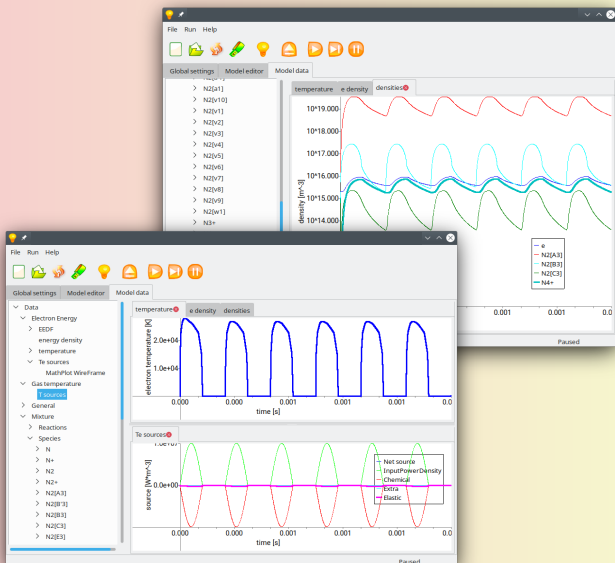 File Run Help
Global settings Model editor Model data
N2[a1]
N2[v10]
N2[v1]
N2[v2]
N2[v3]
N2[v4]
N2[v5]
N2[v6]
N2[v7]
N2[v8]
N2[v9]
N2[w1]
N3+
temperature e density densities
10^19.000
10^18.000
10^17.000
10^16.000
10^15.000
10^14.000
density [m^-3]
e
N2[A3]
N2[B3]
N2[C3]
N4+
0.001 0.001 0.0
Paused
File Run Help
Global settings Model editor Model data
Data
Electron Energy
EEDF
energy density
temperature
Te sources
MathPlot WireFrame
Gas temperature
T sources
General
Mixture
Reactions
Species
N
N+
N2
N2+
N2[A3]
N2[B'3]
N2[B3]
N2[C3]
N2[E3]
temperature e density densities
electron temperature [K]
2.0e+04
1.0e+04
0.000 0.000 0.001 0.001 0.001 0.0
time [s]
Te sources
1.0e+07
0.0e+00
source [W*m^-3]
Net source
InputPowerDensity
Chemical
Extra
Elastic
0.000 0.000 0.001 0.001 0.001 0.0
time [s]
Paused